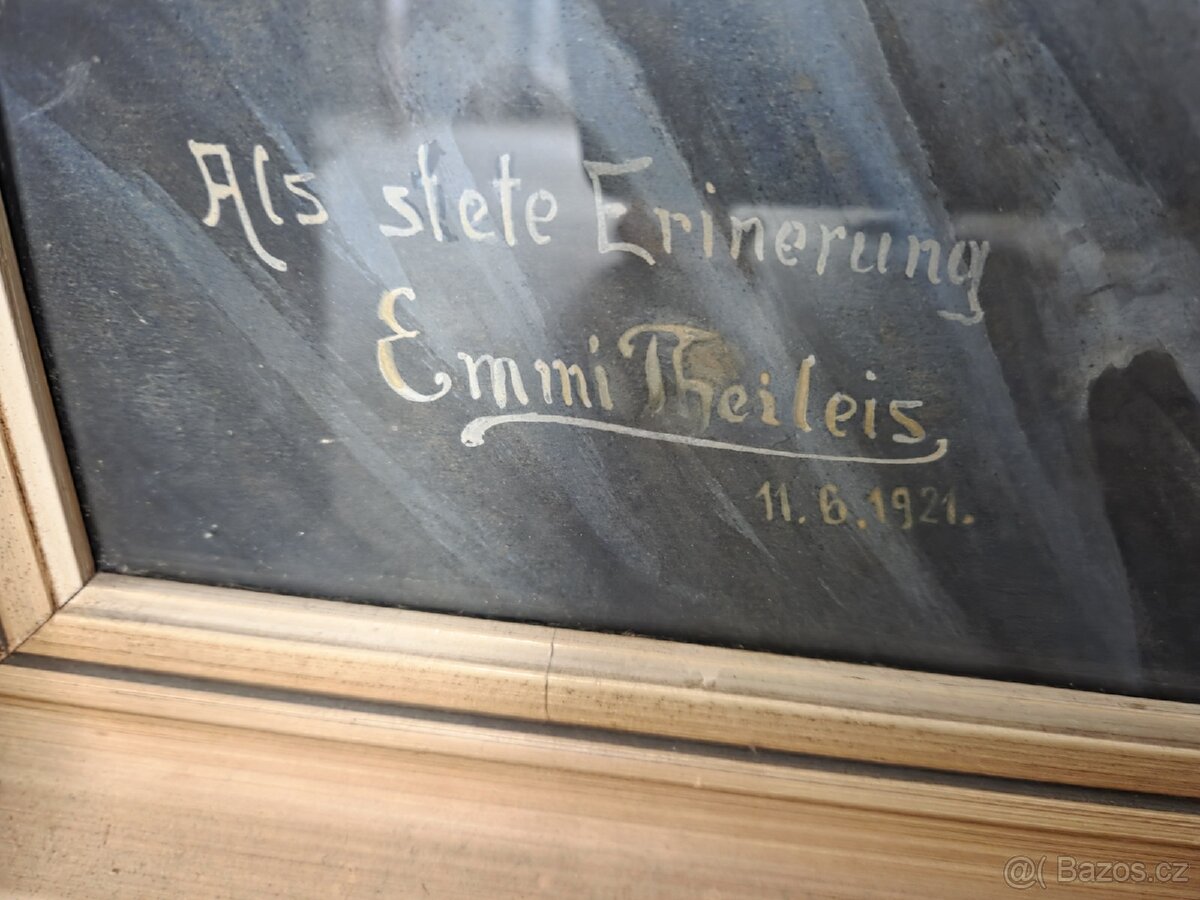 Als stete Erinerung
Emmi Theileis
11. 6. 1921.
@( Bazos.cz